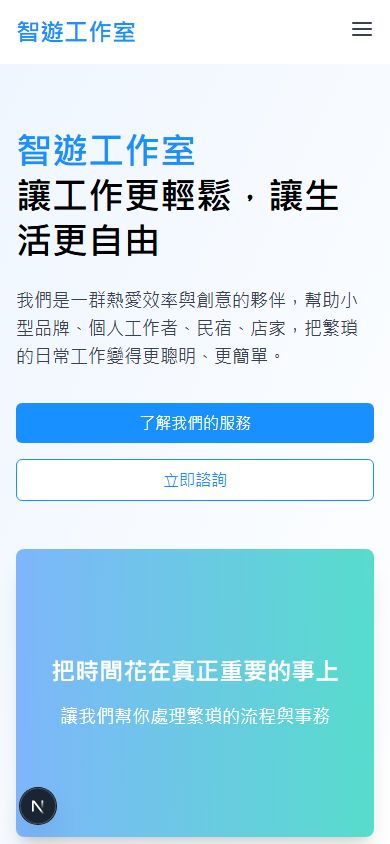 智遊工作室
智遊工作室
讓工作更輕鬆，讓生
活更自由
我們是一群熱愛效率與創意的夥伴，幫助小
型品牌、個人工作者、民宿、店家，把繁瑣
的日常工作變得更聰明、更簡單。
了解我們的服務
立即諮詢
把時間花在真正重要的事上
讓我們幫你處理繁瑣的流程與事務
N